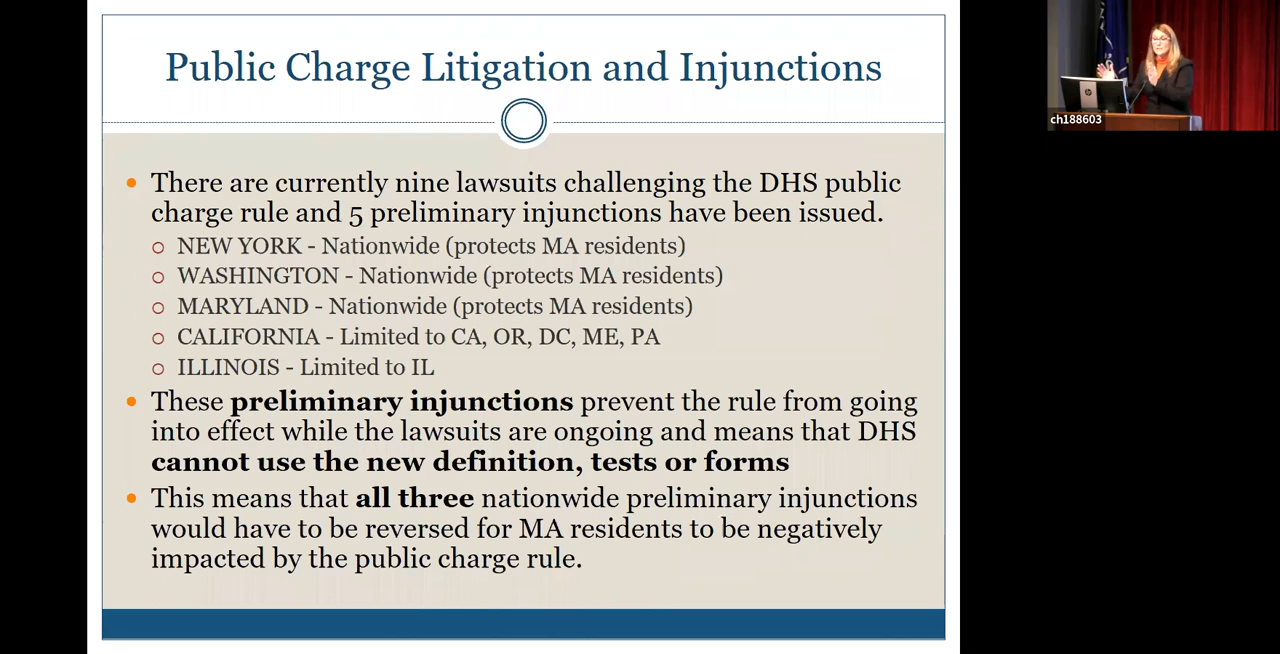 Public Charge Litigation and Injunctions
• There are currently nine lawsuits challenging the DHS public
charge rule and 5 preliminary injunctions have been issued.
○ NEW YORK - Nationwide (protects MA residents)
○ WASHINGTON - Nationwide (protects MA residents)
○ MARYLAND - Nationwide (protects MA residents)
○ CALIFORNIA - Limited to CA, OR, DC, ME, PA
○ ILLINOIS - Limited to IL
• These preliminary injunctions prevent the rule from going
into effect while the lawsuits are ongoing and means that DHS
cannot use the new definition, tests or forms
• This means that all three nationwide preliminary injunctions
would have to be reversed for MA residents to be negatively
impacted by the public charge rule.
ch188603